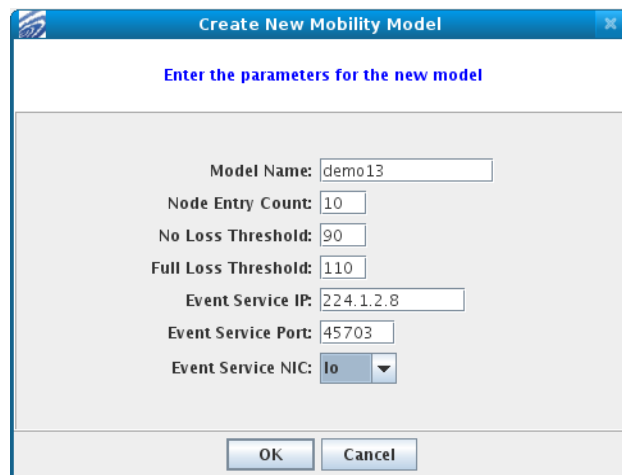 Create New Mobility Model
Enter the parameters for the new model
Model Name: demo13
Node Entry Count: 10
No Loss Threshold: 90
Full Loss Threshold: 110
Event Service IP: 224.1.2.8
Event Service Port: 45703
Event Service NIC: lo
OK Cancel